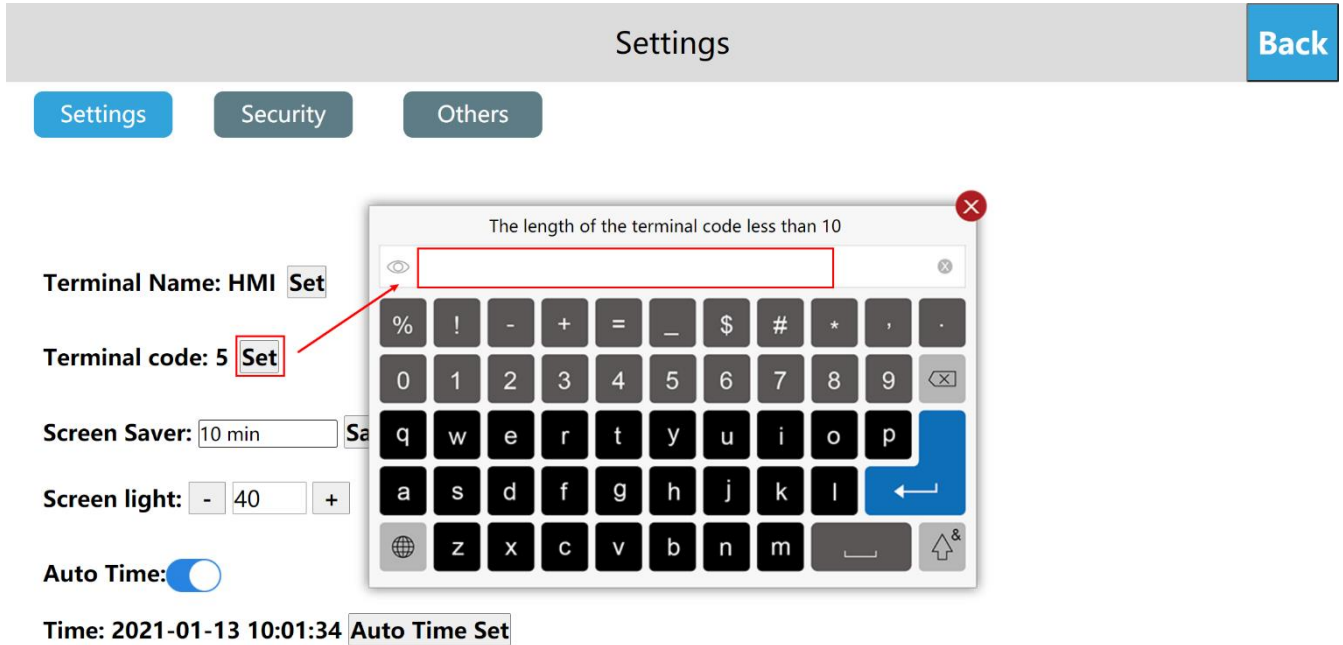 Settings
Back
Settings Security Others
The length of the terminal code less than 10
Terminal Name: HMI Set
Terminal code: 5 Set
Screen Saver: 10 min Sa
Screen light: - 40 +
Auto Time:
Time: 2021-01-13 10:01:34 Auto Time Set
% ! - + = _ $ # * , .
0 1 2 3 4 5 6 7 8 9
q w e r t y u i o p
a s d f g h j k l
z x c v b n m
&